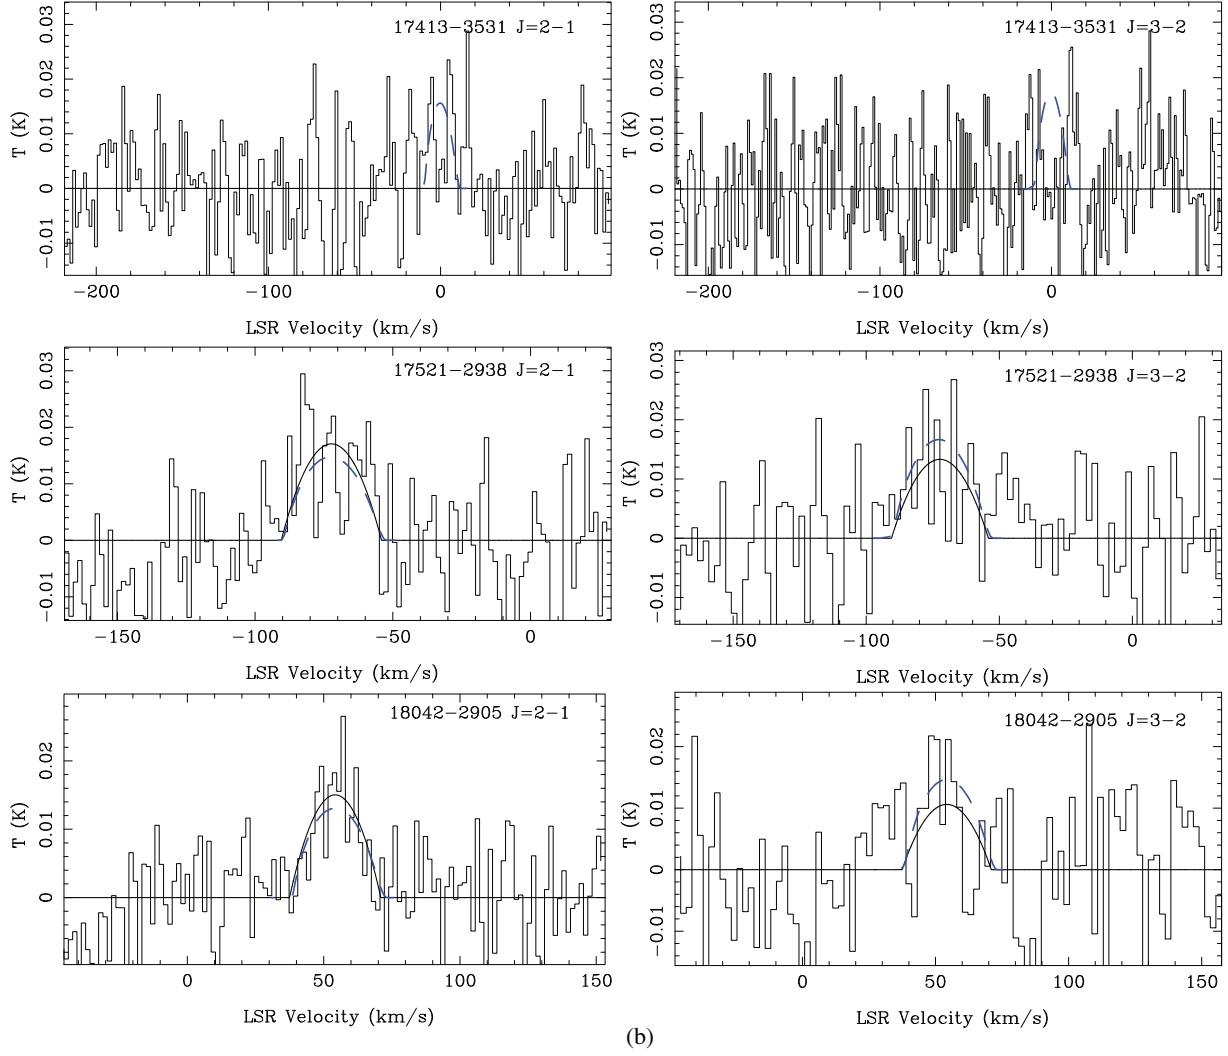 17413−3531 J=2−1
T (K)
0.03
0.02
0.01
0
−0.01
−200
−100
0
LSR Velocity (km/s)
17413−3531 J=3−2
T (K)
0.03
0.02
0.01
0
−0.01
−200
−100
0
LSR Velocity (km/s)
17521−2938 J=2−1
T (K)
0.03
0.02
0.01
0
−0.01
−150
−100
−50
0
LSR Velocity (km/s)
17521−2938 J=3−2
T (K)
0.03
0.02
0.01
0
−0.01
−150
−100
−50
0
LSR Velocity (km/s)
18042−2905 J=2−1
T (K)
0.02
0.01
0
0
50
100
150
LSR Velocity (km/s)
18042−2905 J=3−2
T (K)
0.02
0.01
0
−0.01
0
50
100
150
LSR Velocity (km/s)
(b)